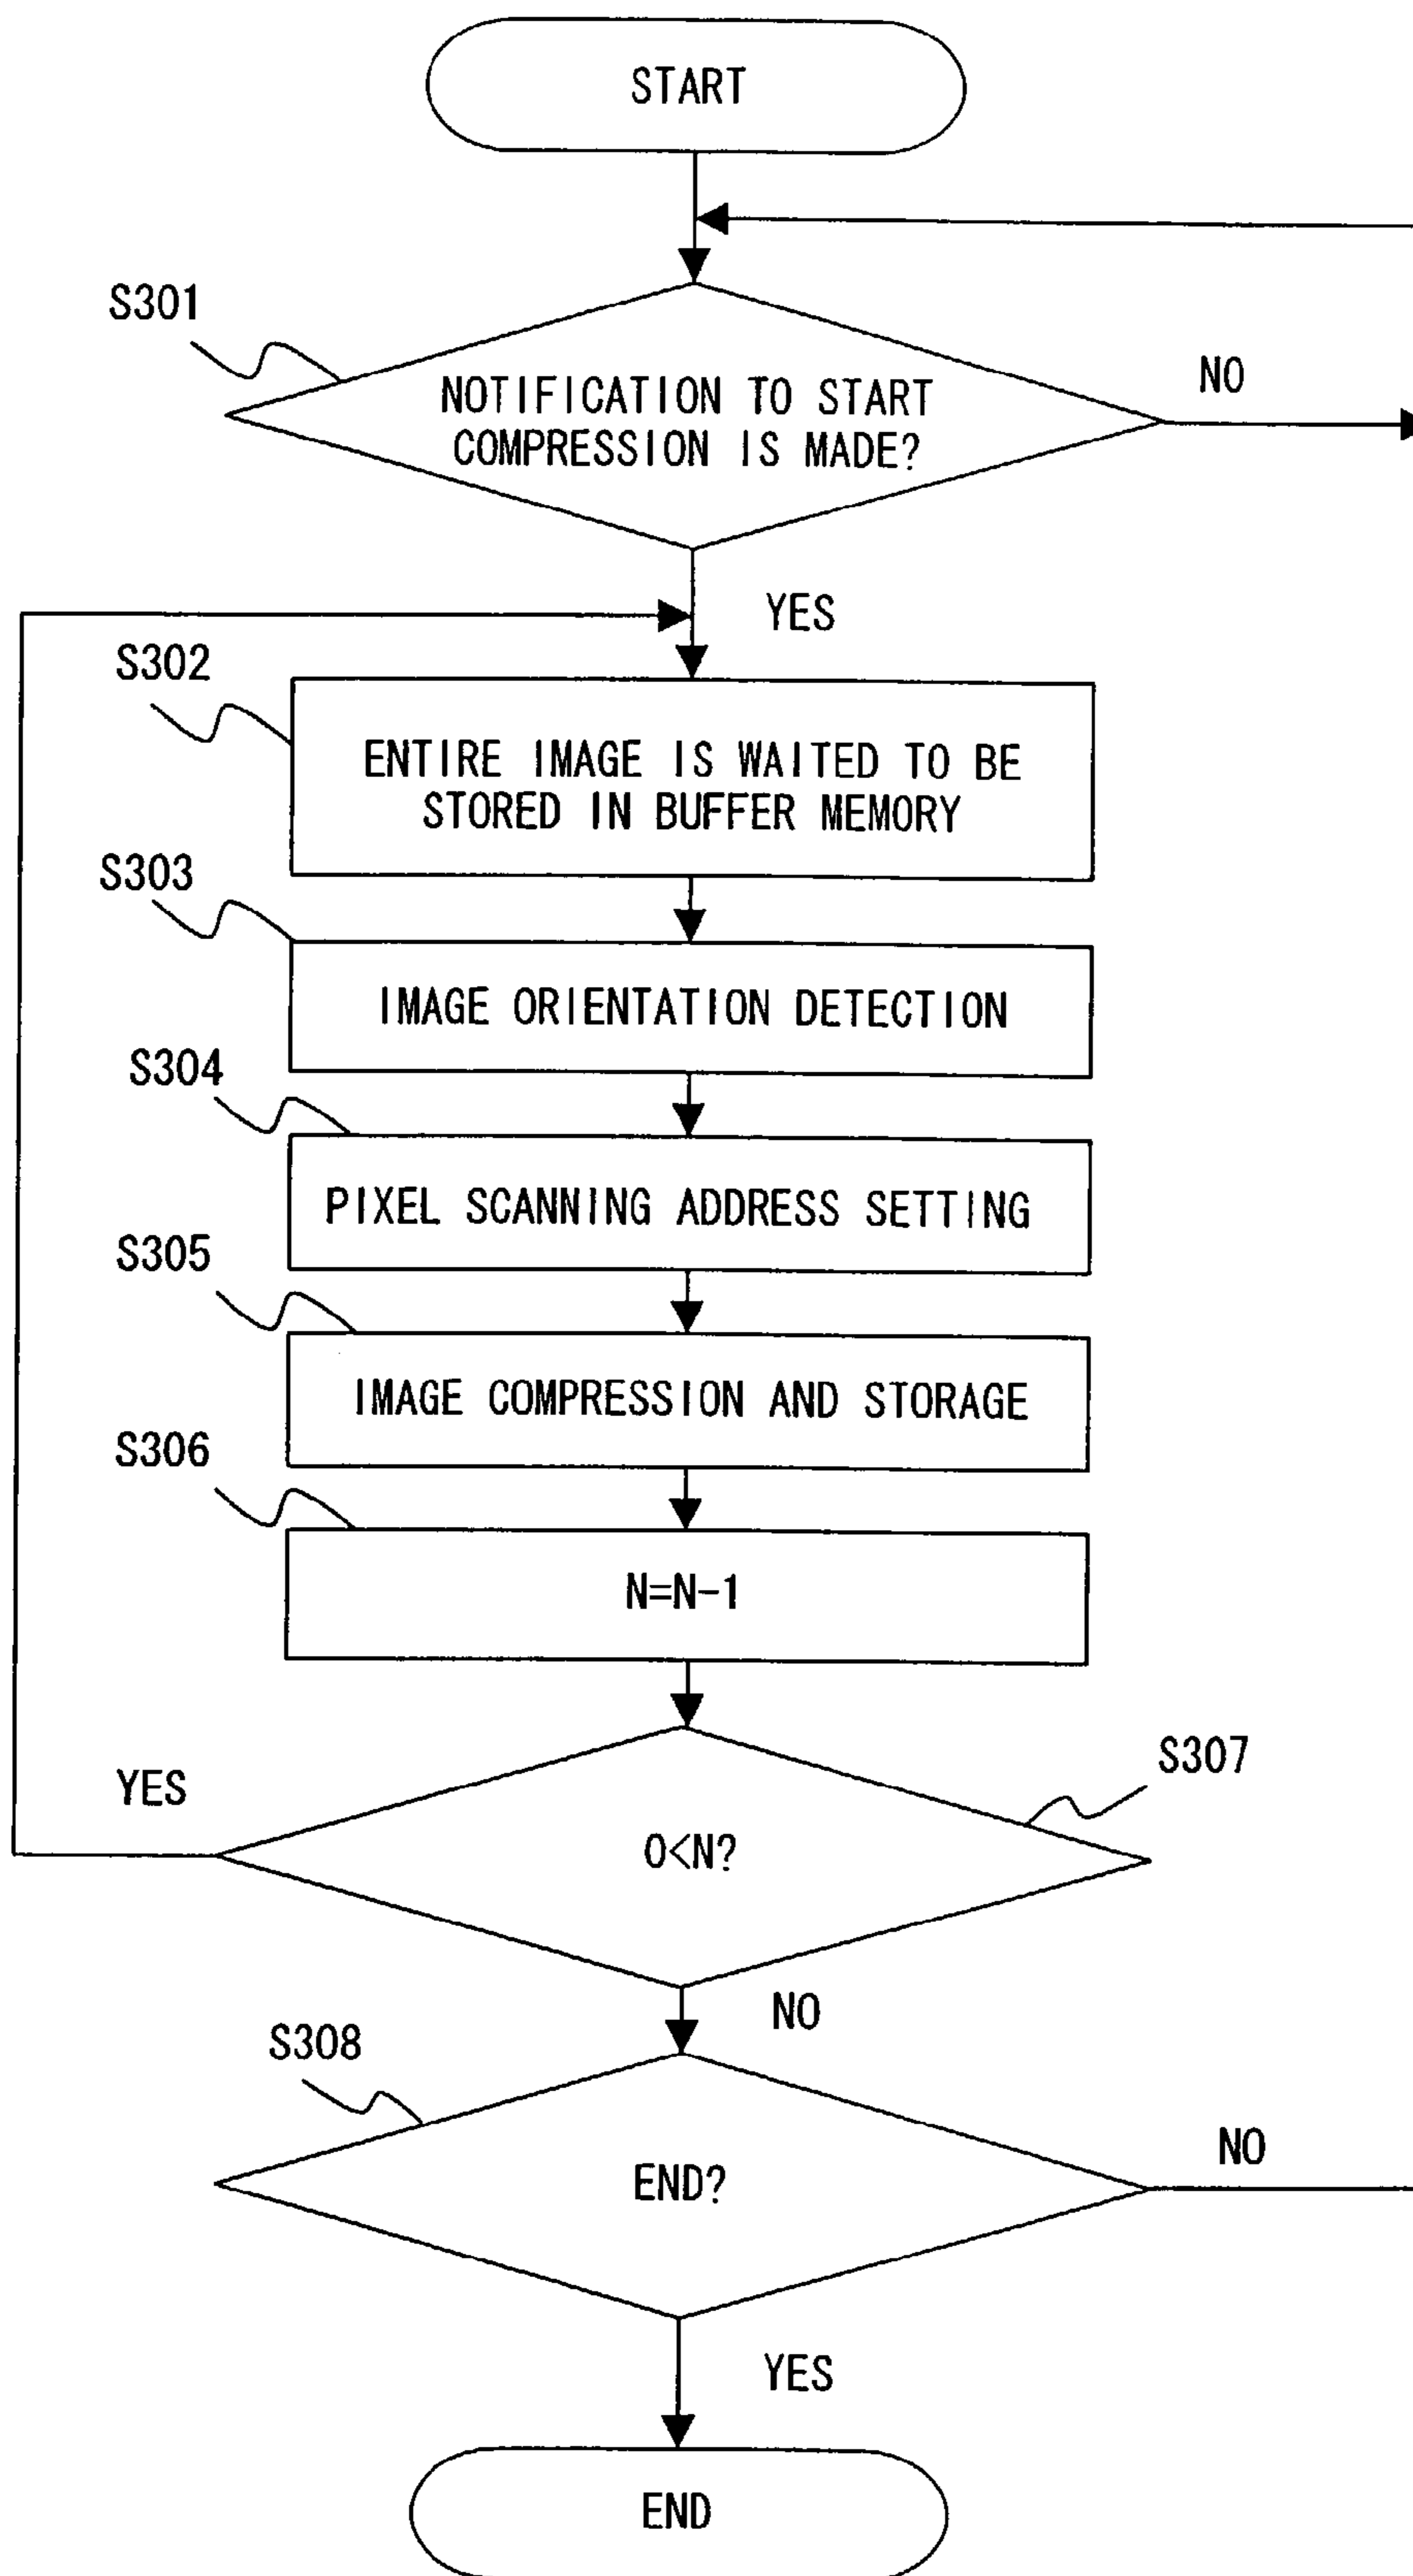 START
S301
NOTIFICATION TO START
COMPRESSION IS MADE?
NO
YES
S302
ENTIRE IMAGE IS WAITED TO BE
STORED IN BUFFER MEMORY
S303
IMAGE ORIENTATION DETECTION
S304
PIXEL SCANNING ADDRESS SETTING
S305
IMAGE COMPRESSION AND STORAGE
S306
N=N-1
YES
S307
0<N?
NO
S308
END?
NO
YES
END